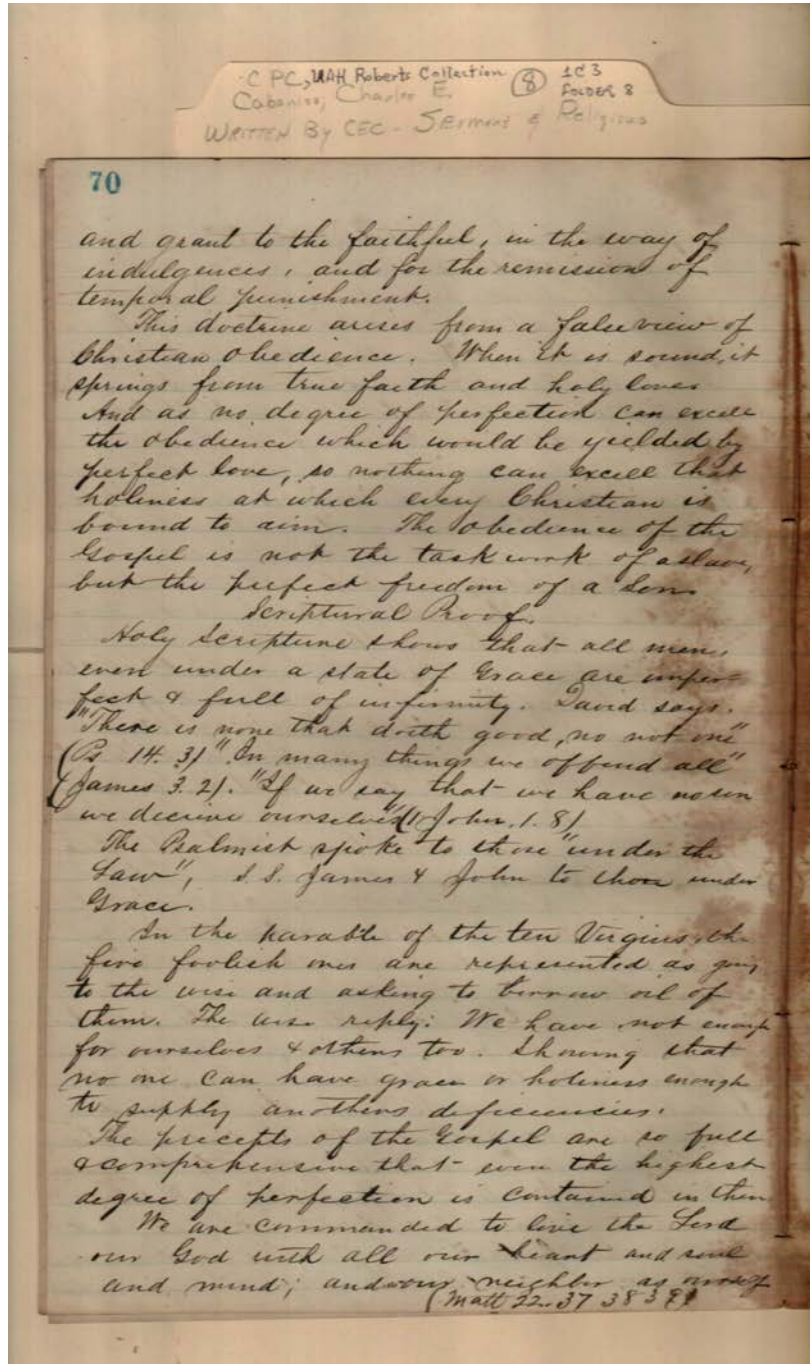 C PC, UAH Roberts Collection (8) 1C3
FOLDER 8
Cabaniss, Charles E.
WRITTEN By CEC - Sermons & Religious
70
and grant to the faithful, in the way of
indulgences, and for the remission of
temporal punishment.
This doctrine arises from a false view of
Christian obedience. When it is sound, it
springs from true faith and holy love.
And as no degree of perfection can excell
the obedience which would be yielded by
perfect love, so nothing can excell that
holiness at which every Christian is
bound to aim. The obedience of the
Gospel is not the task work of a slave,
but the perfect freedom of a Son.
Scriptural Proof.
Holy Scripture shows that all men,
even under a state of Grace are imper-
fect & full of infirmity. David says.
"There is none that doith good, no not one"
(Ps 14. 3) "In many things we offend all"
(James 3. 2). "If we say that we have no sin
we deceive ourselves" (1 John. 1. 8)
The Psalmist spoke to those "under the
Law", S.S. James & John to those under
Grace.
In the parable of the ten Virgins, the
five foolish ones are represented as going
to the wise and asking to borrow oil of
them. The wise reply: We have not enough
for ourselves & others too. Showing that
no one can have grace or holiness enough
to supply anothers deficiencies.
The precepts of the Gospel are so full
& comprehensive that even the highest
degree of perfection is contained in them
We are commanded to love the Lord
our God with all our heart and soul
and mind; and our neighbor as ourself
(Matt 22. 37 38 39)